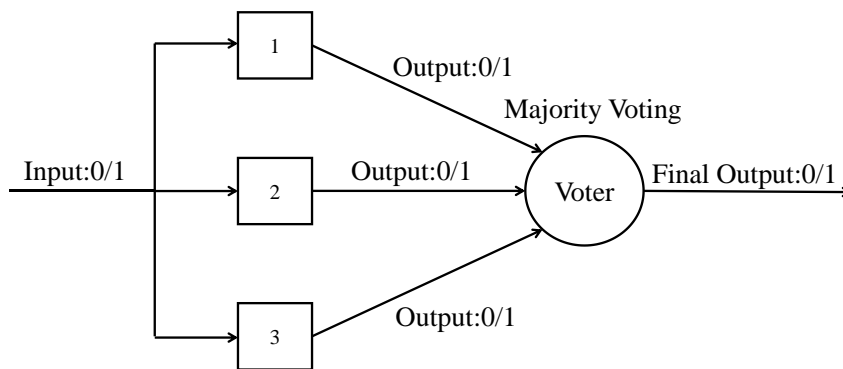 1
Output:0/1
Majority Voting
Input:0/1
2
Output:0/1
Voter
Final Output:0/1
3
Output:0/1